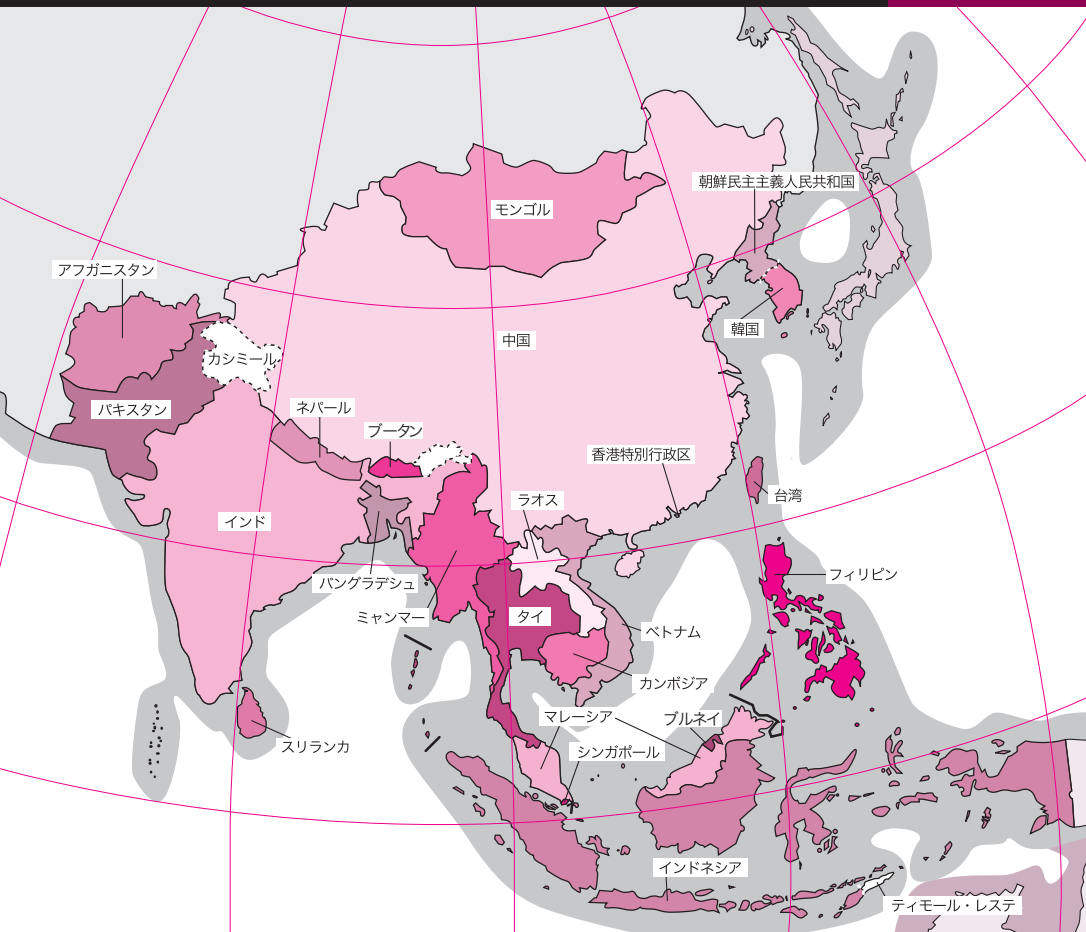 朝鮮民主主義人民共和国
モンゴル
アフガニスタン
韓国
中国
カシミール
パキスタン
ネパール
ブータン
香港特別行政区
台湾
ラオス
インド
フィリピン
バングラデシュ
ミャンマー
タイ
ベトナム
カンボジア
マレーシア
ブルネイ
スリランカ
シンガポール
インドネシア
ティモール・レステ